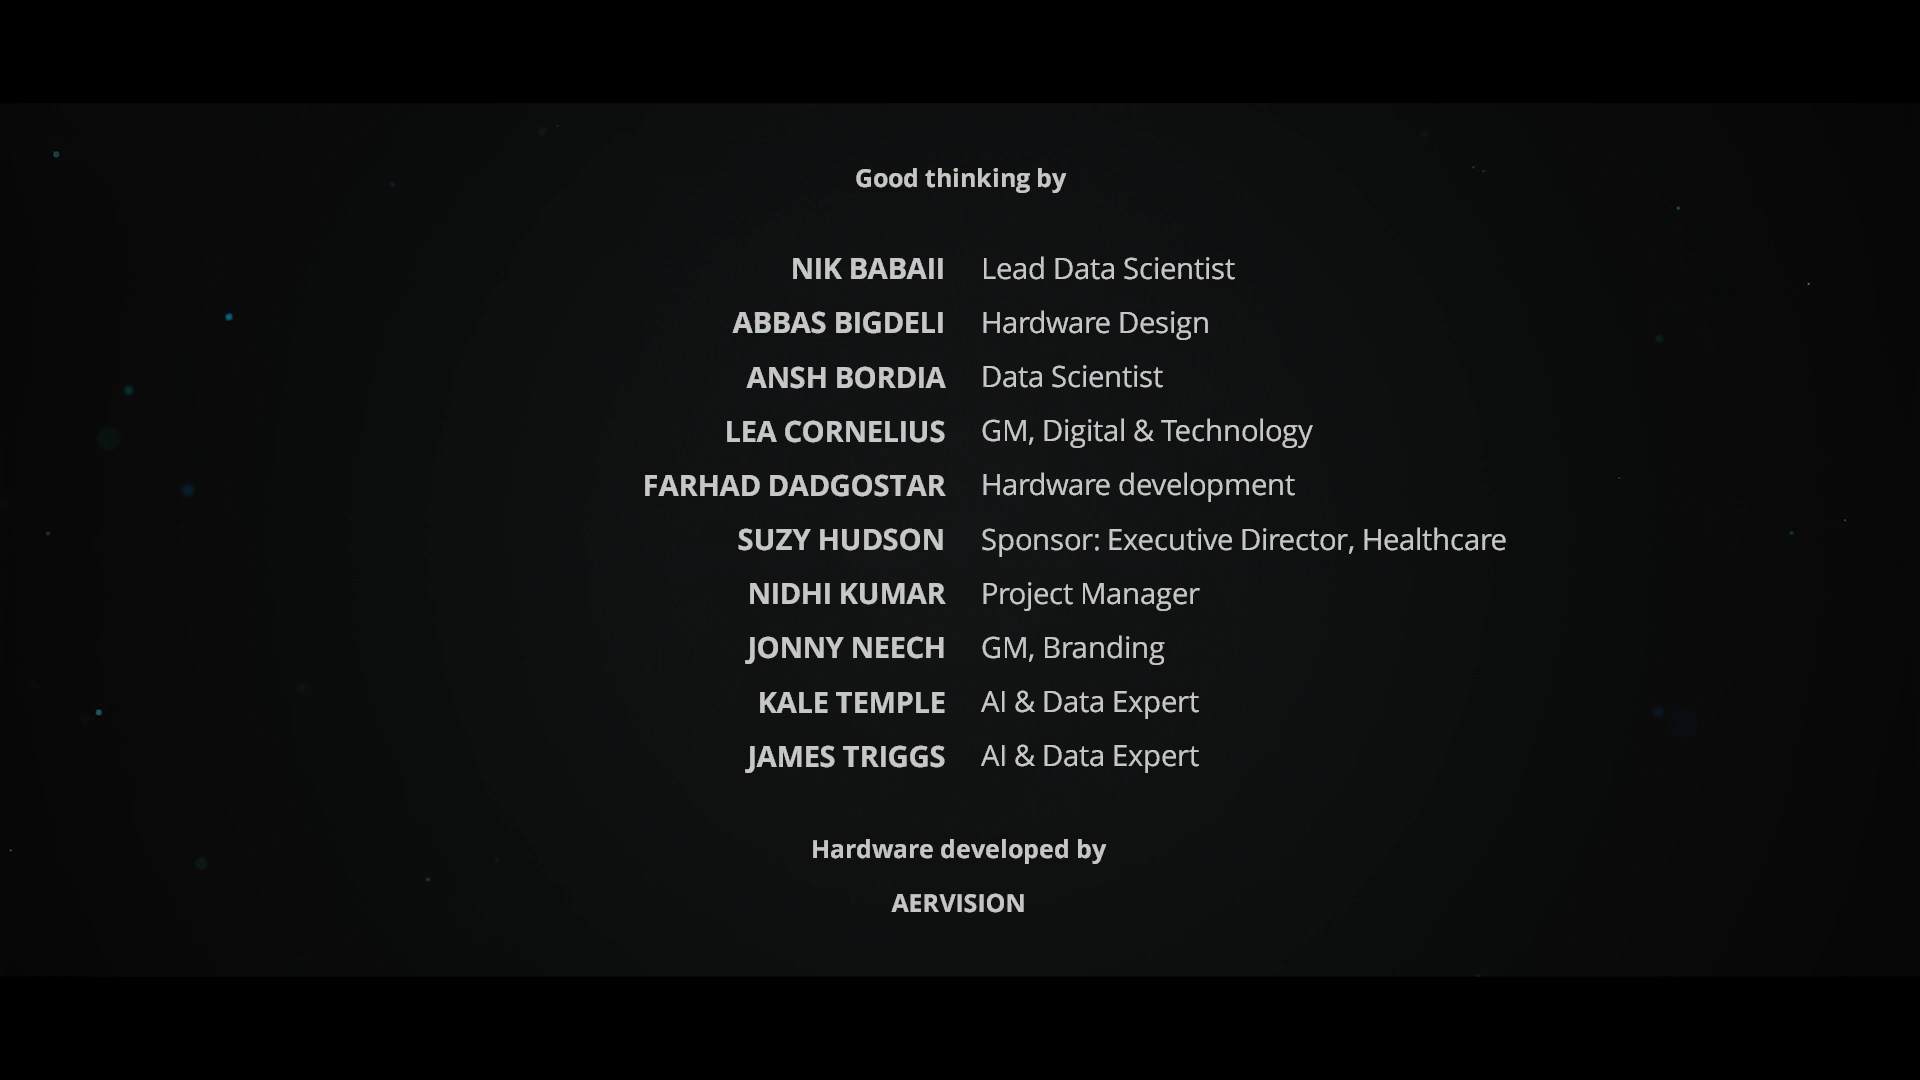 Good thinking by
NIK BABAII Lead Data Scientist
ABBAS BIGDELI Hardware Design
ANSH BORDIA Data Scientist
LEA CORNELIUS GM, Digital & Technology
FARHAD DADGOSTAR Hardware development
SUZY HUDSON Sponsor: Executive Director, Healthcare
NIDHI KUMAR Project Manager
JONNY NEECH GM, Branding
KALE TEMPLE AI & Data Expert
JAMES TRIGGS AI & Data Expert
Hardware developed by
AERVISION